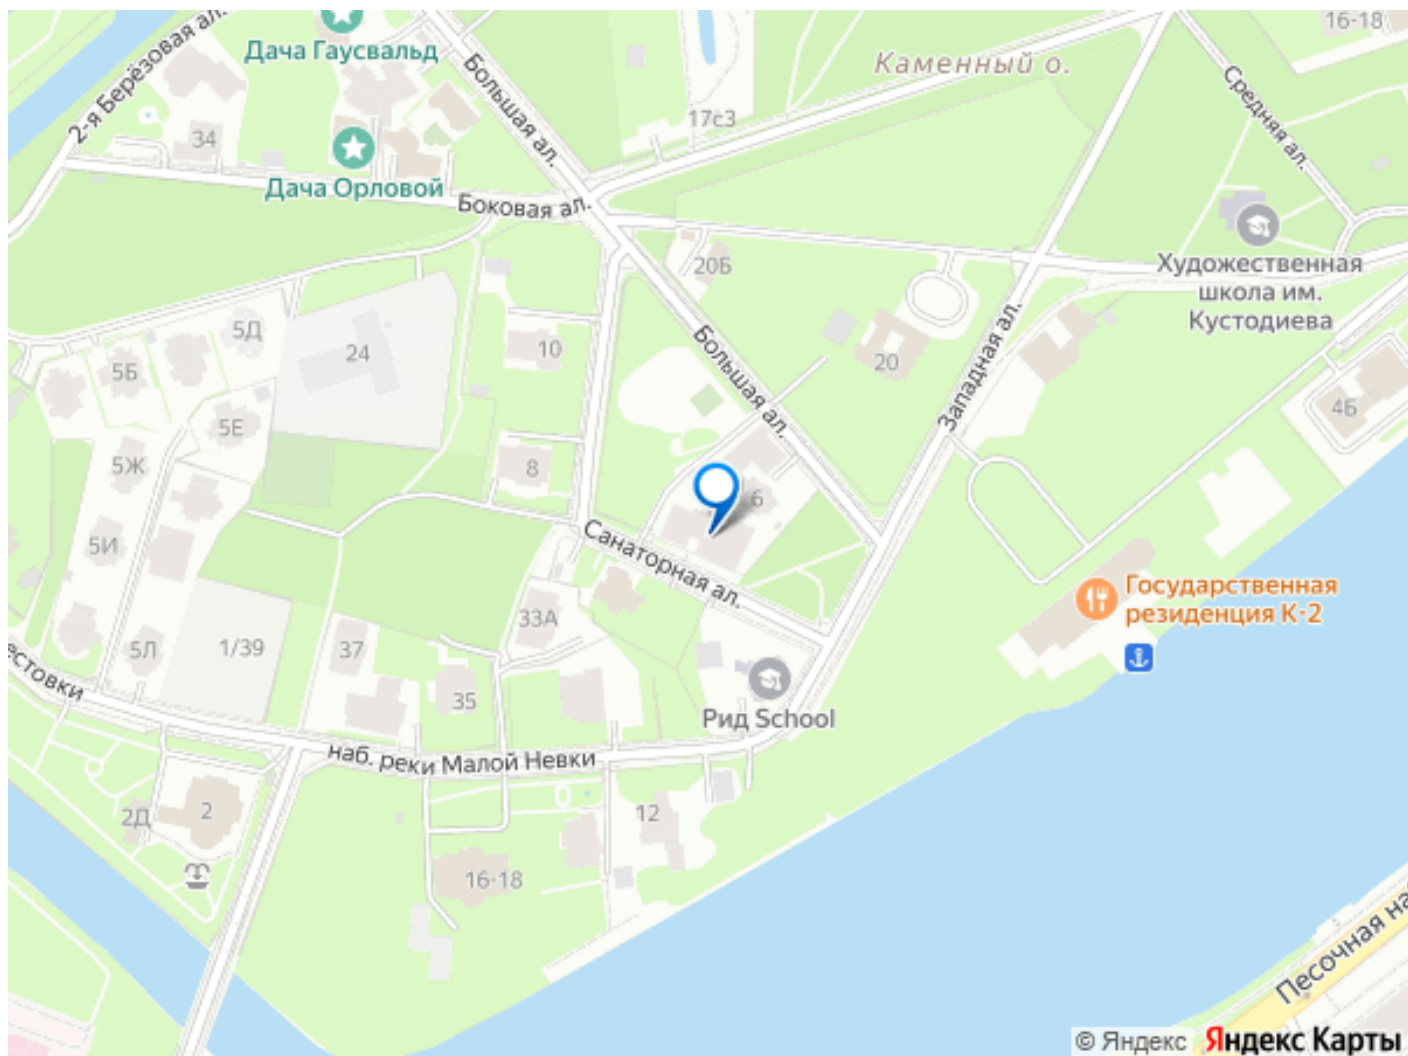 Дача Гаусвальд
2-я Берёзовая ал.
Большая ал.
Каменный о.
16-18
Средняя ал.
17с3
34
Дача Орловой
Боковая ал.
20Б
Художественная
школа им.
Кустодиева
5Д
24
10
5Б
Большая ал.
20
Западная ал.
4Б
5Е
5Ж
8
6
5И
Санаторная ал.
Государственная
резиденция К-2
33А
1/39
37
5Л
естовки
35
Рид School
наб. реки Малой Невки
2Д
2
12
16-18
Песочная наб
© Яндекс Яндекс Карты